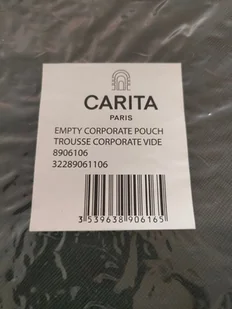 CARITA
PARIS
EMPTY CORPORATE POUCH
TROUSSE CORPORATE VIDE
8906106
32289061106
3 539638 906165